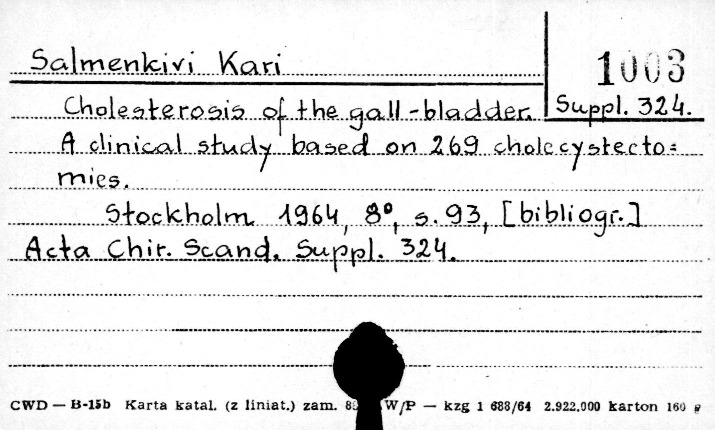 Salmenkivi Kari
1003
Suppl. 324.
Cholesterosis of the gall-bladder.
A clinical study based on 269 cholecystecto=
mies.
Stockholm 1964, 8°, s. 93, [bibliogr.]
Acta Chir. Scand. Suppl. 324.
CWD — B-15b Karta katal. (z liniat.) zam. W/P — kzg 1 688/64 2.922.000 karton 160 g